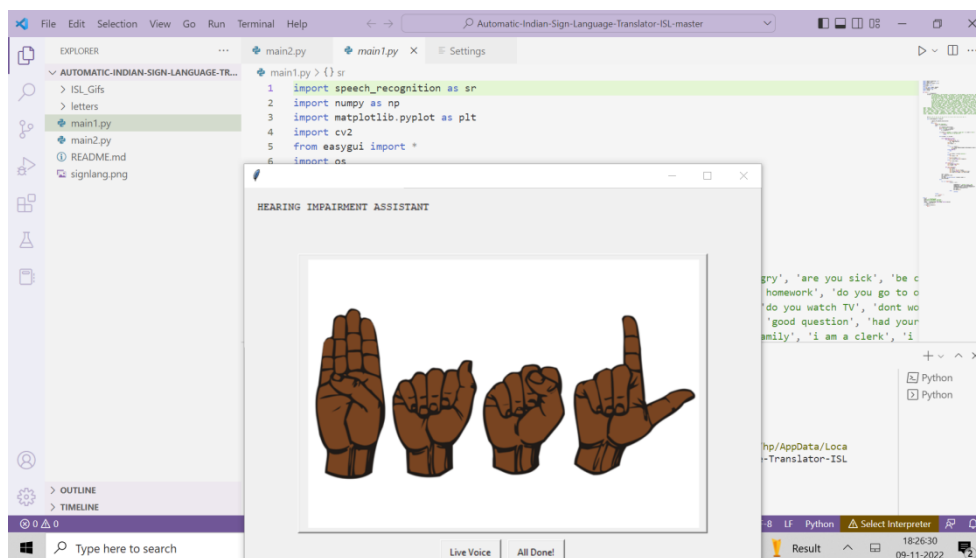 File Edit Selection View Go Run Terminal Help
Automatic-Indian-Sign-Language-Translator-ISL-master
EXPLORER
main2.py
main1.py
Settings
AUTOMATIC-INDIAN-SIGN-LANGUAGE-TR...
main1.py > {} sr
ISL_Gifs
letters
main1.py
main2.py
README.md
signlang.png
1 import speech_recognition as sr
2 import numpy as np
3 import matplotlib.pyplot as plt
4 import cv2
5 from easygui import *
6 import os
HEARING IMPAIRMENT ASSISTANT
gry', 'are you sick', 'be c
homework', 'do you go to o
'do you watch TV', 'dont wo
'good question', 'had your
amily', 'i am a clerk', 'i
Python
Python
hp/AppData/Loca
e-Translator-ISL
OUTLINE
TIMELINE
Live Voice
All Done!
0 0
F-8 LF Python Select Interpreter
Type here to search
Result
18:26:30
09-11-2022
2